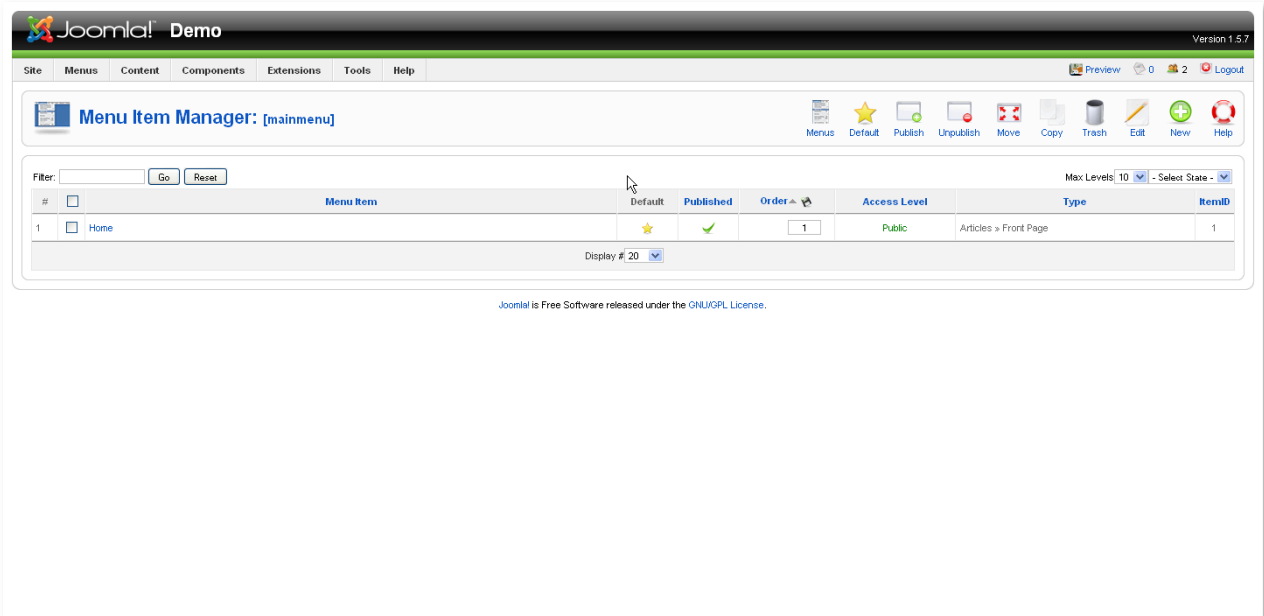 Joomla!™ Demo
Version 1.5.7
Site Menus Content Components Extensions Tools Help Preview 0 2 Logout
Menu Item Manager: [mainmenu]
Menus Default Publish Unpublish Move Copy Trash Edit New Help
Filter: Go Reset Max Levels 10 - Select State -
# Menu Item Default Published Order Access Level Type ItemID
1 Home 1 Public Articles » Front Page 1
Display # 20
Joomla! is Free Software released under the GNU/GPL License.